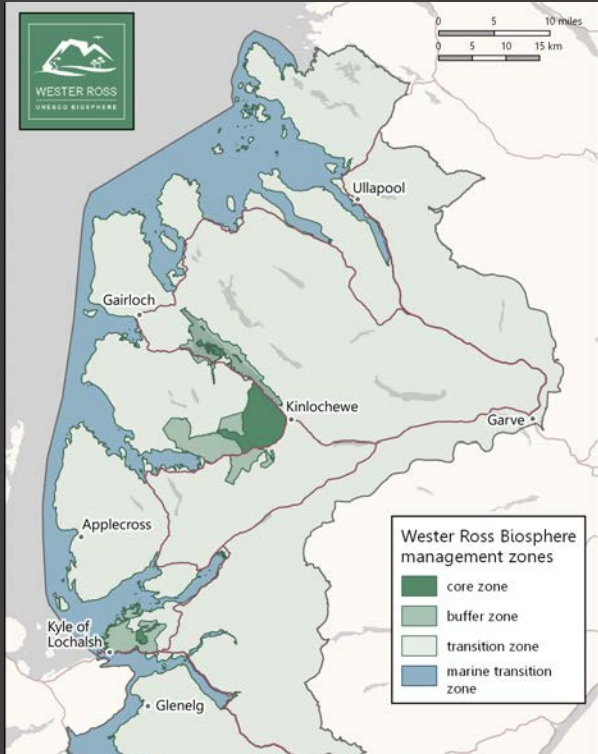 WESTER ROSS
UNESCO BIOSPHERE
0 5 10 miles
0 5 10 15 km
Ullapool
Gairloch
Kinlochewe
Garve
Applecross
Kyle of
Lochalsh
Glenelg
Wester Ross Biosphere
management zones
core zone
buffer zone
transition zone
marine transition
zone